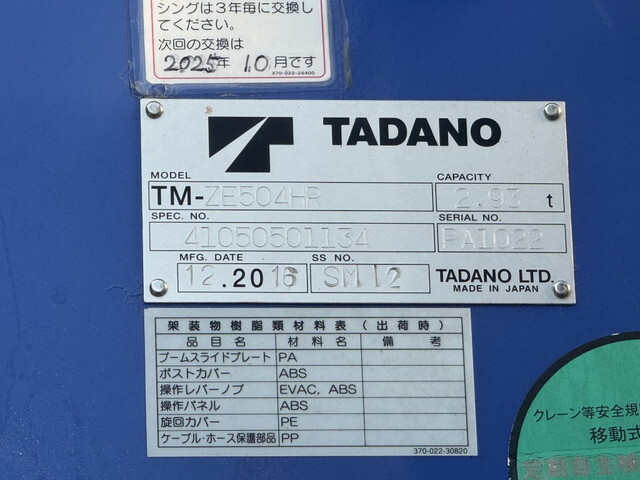 シングは3年毎に交換し
てください。
次回の交換は
2025年 10月です
370-022-24400
TADANO
MODEL
CAPACITY
TM-ZE504HR
2.93 t
SPEC. NO.
SERIAL NO.
41050501134
PA1022
MFG. DATE
SS NO.
12.2016
SM12
TADANO LTD.
MADE IN JAPAN
架装物樹脂類材料表(出荷時)
品目名 材料名 備考
ブームスライドプレート PA
ポストカバー ABS
操作レバーノブ EVAC, ABS
操作パネル ABS
旋回カバー PE
ケーブル・ホース保護部品 PP
370-022-30820
クレーン等安全規
移動式
定期自主検